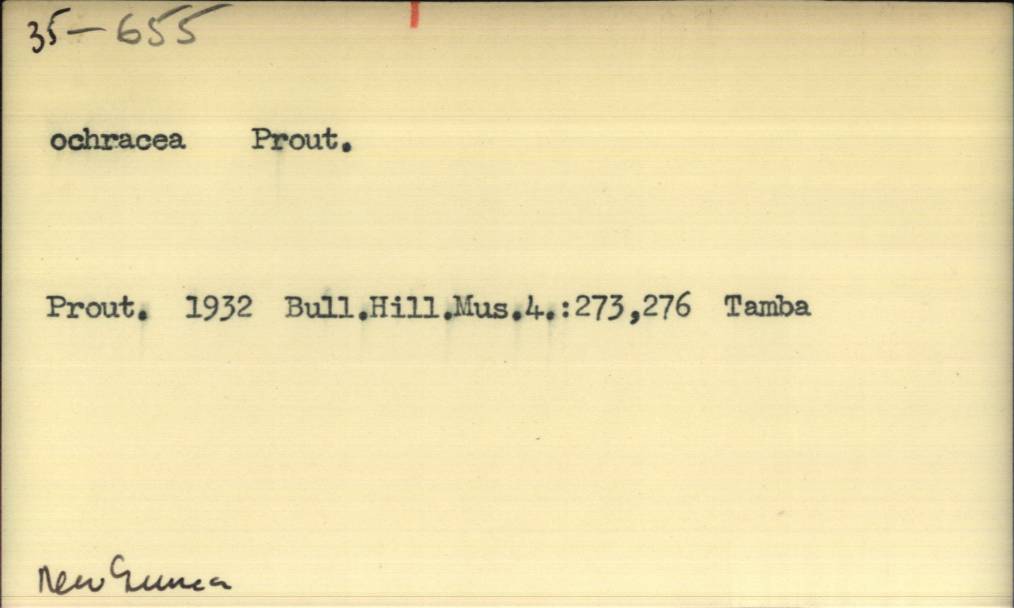 35-655
ochracea Prout.
Prout. 1932 Bull.Hill.Mus.4.:273,276 Tamba
New Guinea